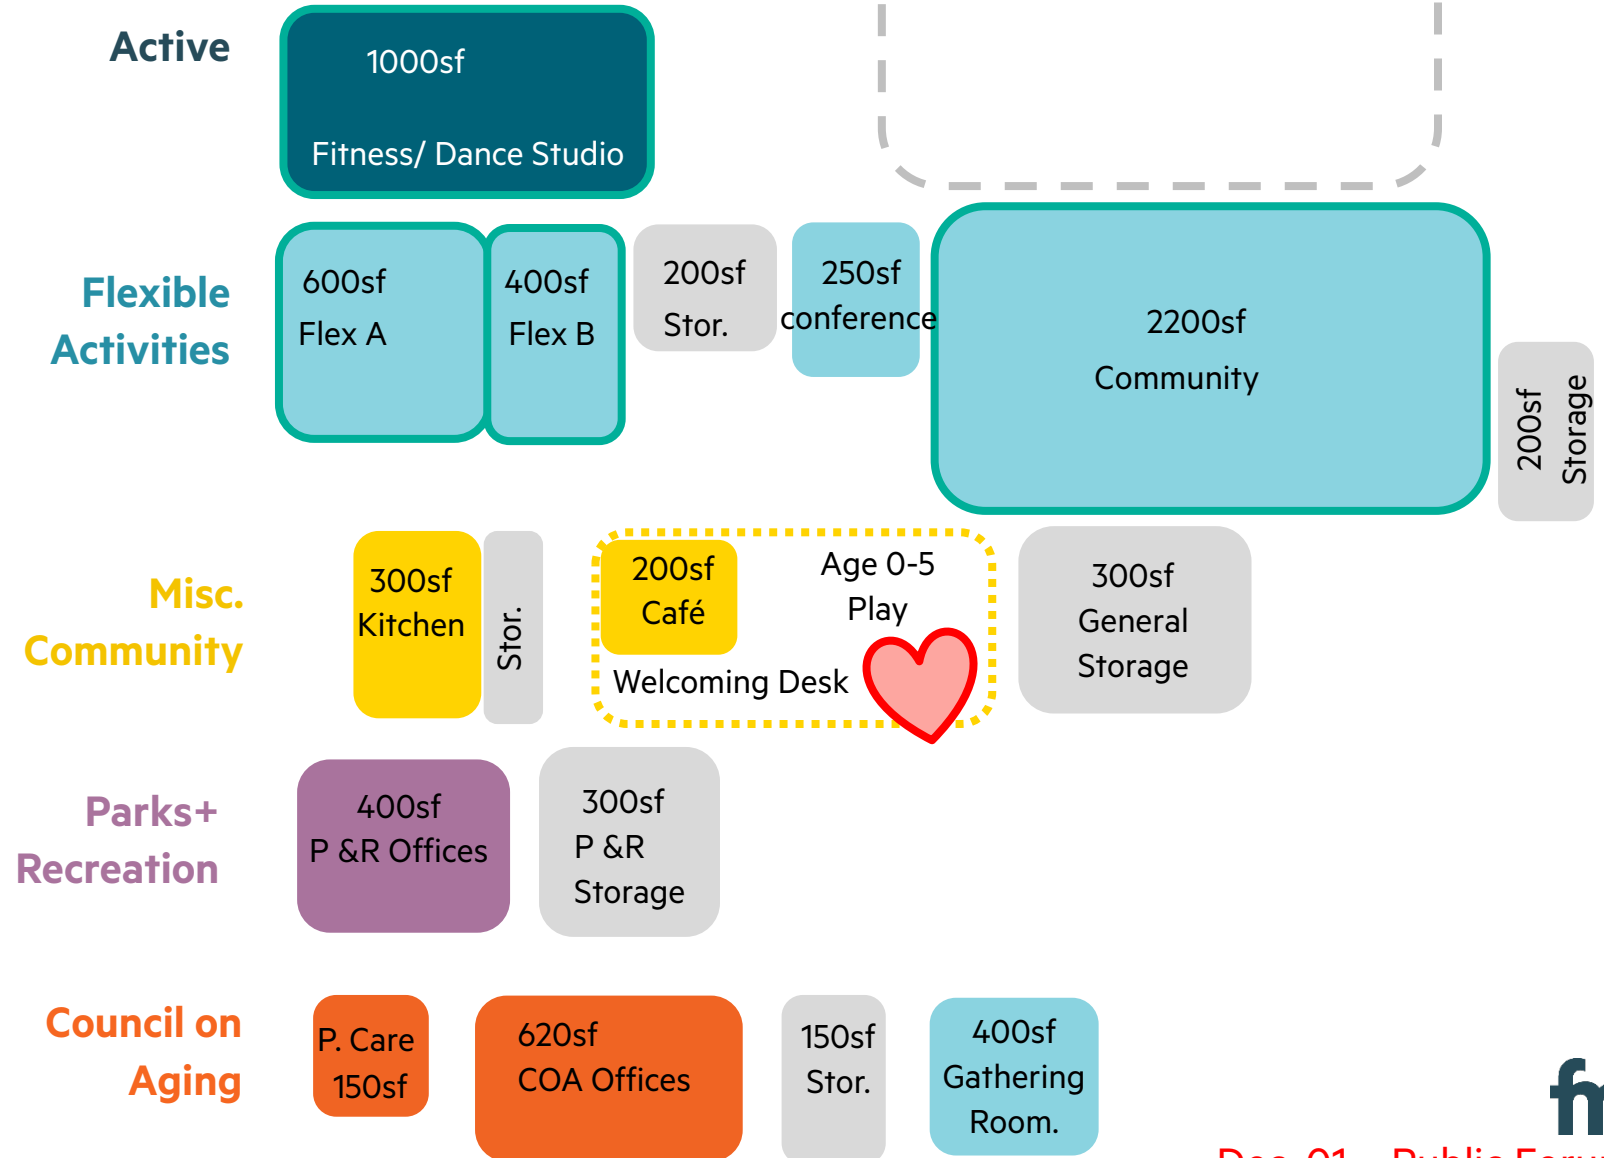 Active
1000sf
Fitness/ Dance Studio
Flexible
Activities
600sf
Flex A
400sf
Flex B
200sf
Stor.
250sf
conference
2200sf
Community
200sf
Storage
Misc.
Community
300sf
Kitchen
Stor.
200sf
Café
Age 0-5
Play
Welcoming Desk
300sf
General
Storage
Parks+
Recreation
400sf
P &R Offices
300sf
P &R
Storage
Council on
Aging
P. Care
150sf
620sf
COA Offices
150sf
Stor.
400sf
Gathering
Room.
Public